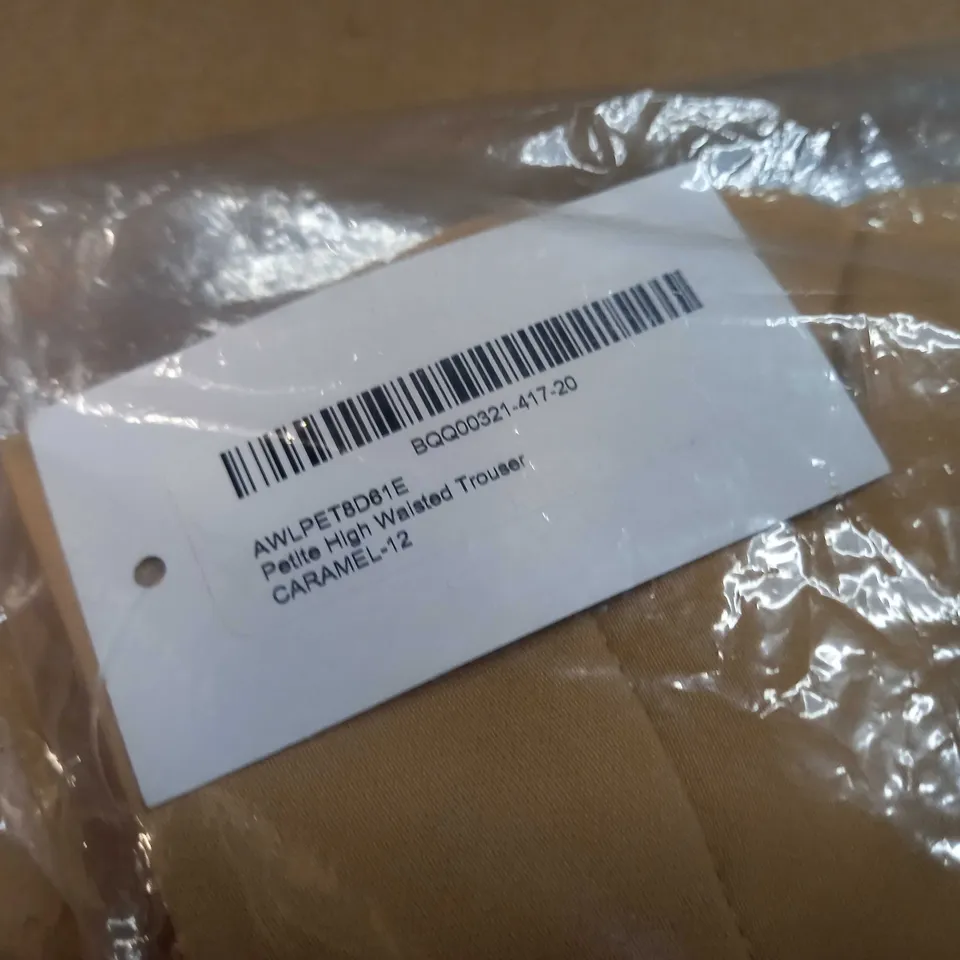 BQQ00321-417-20
AWLPET8D61E
Petite High Waisted Trouser
CARAMEL-12